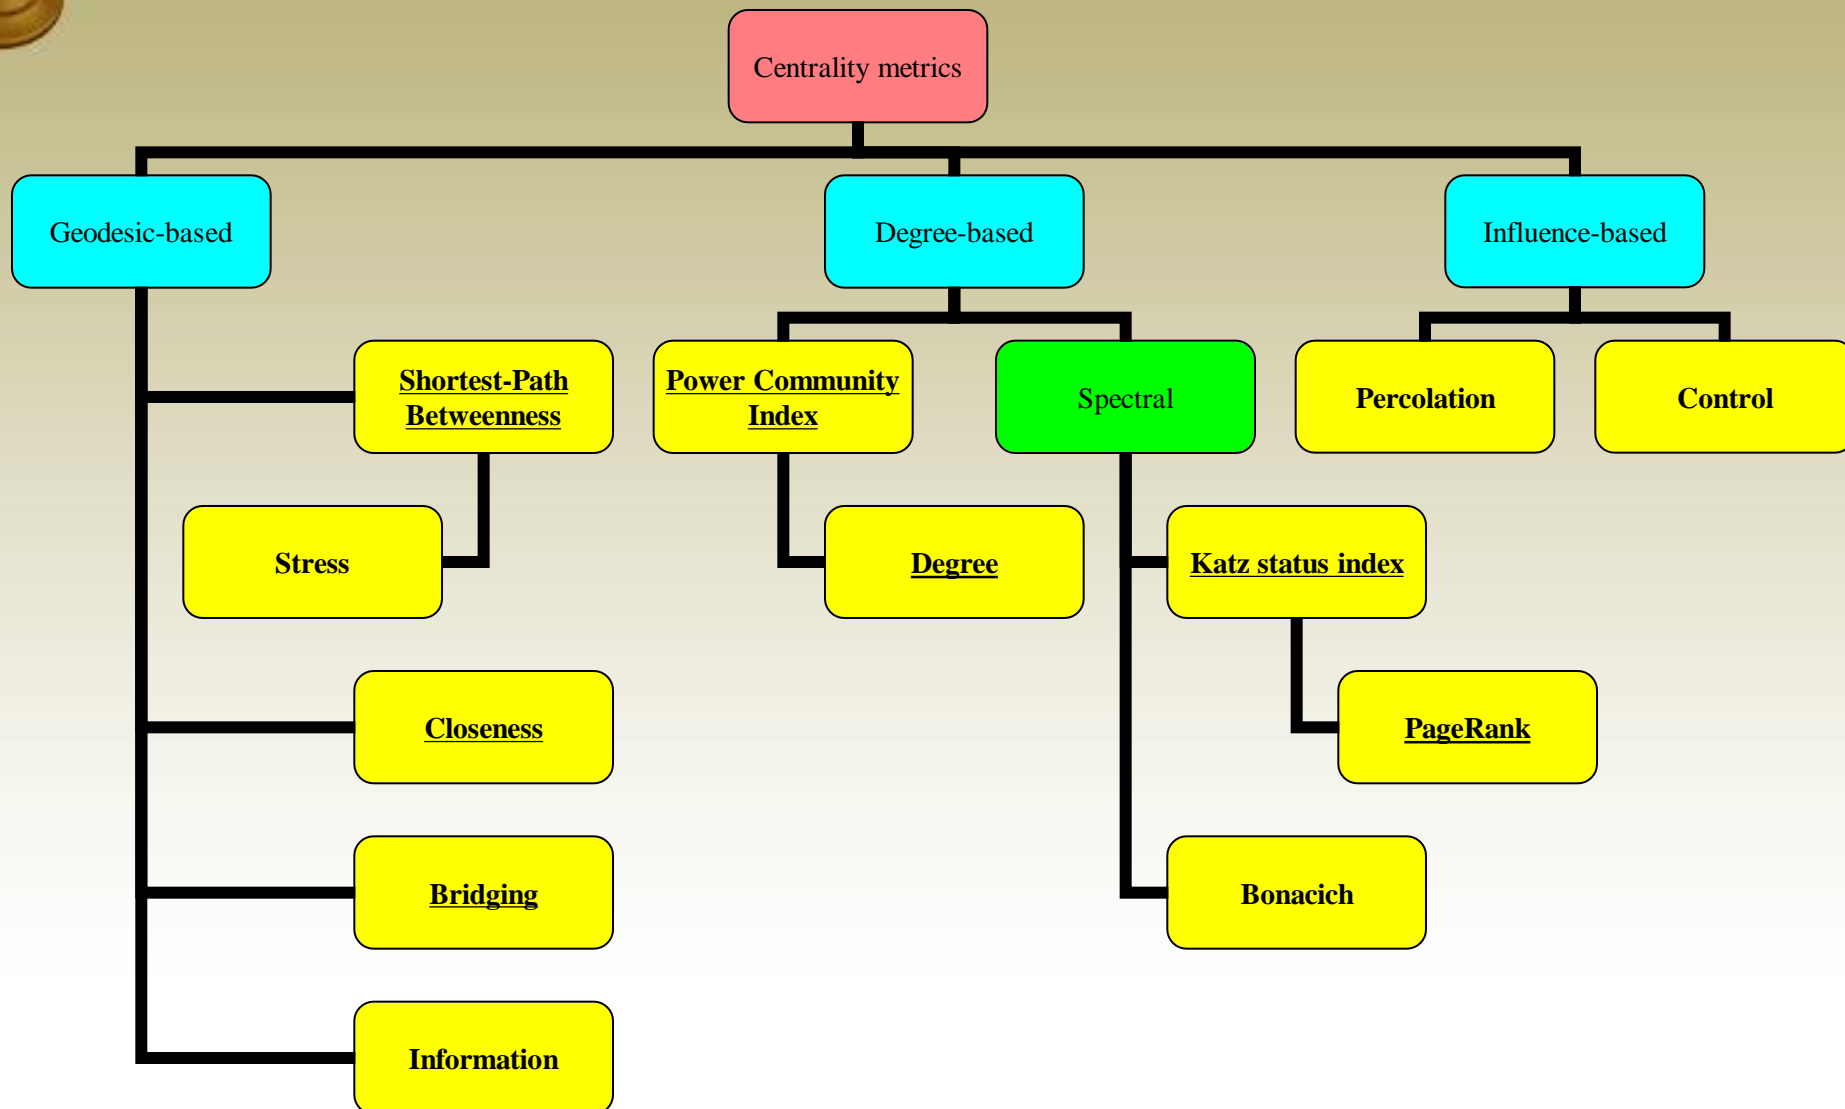 Centrality metrics
Geodesic-based
Degree-based
Influence-based
Shortest-Path
Betweenness
Power Community
Index
Spectral
Percolation
Control
Stress
Degree
Katz status index
Closeness
PageRank
Bridging
Bonacich
Information